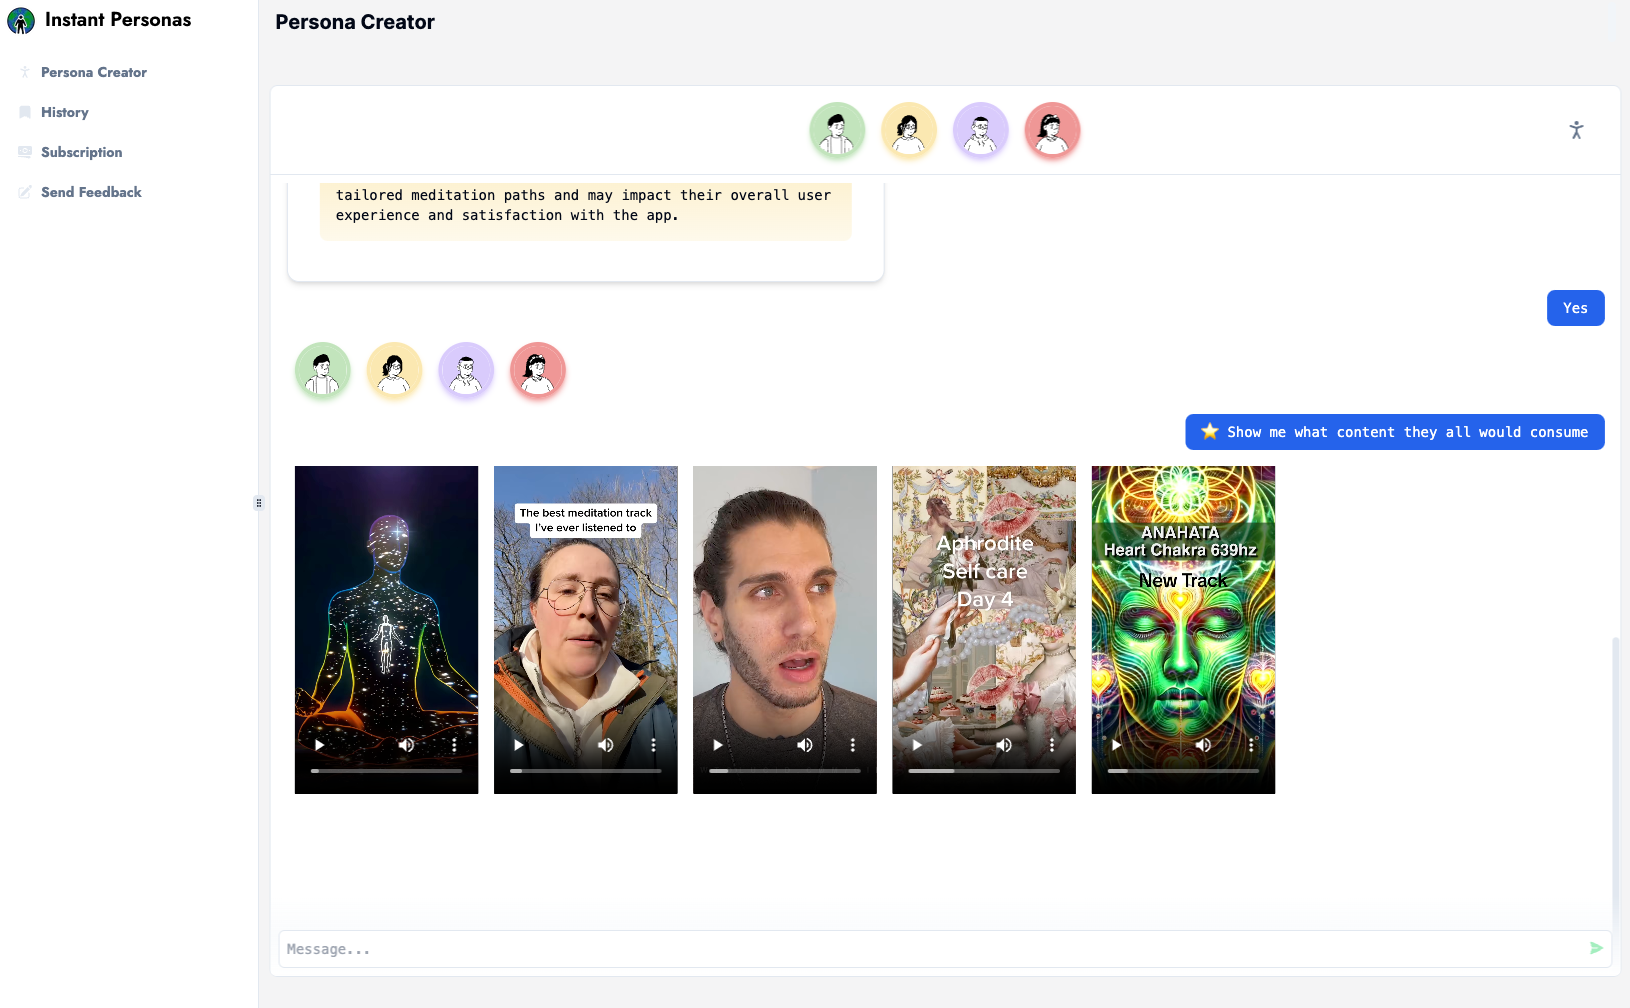 Instant Personas
Persona Creator
History
Subscription
Send Feedback
Persona Creator
tailored meditation paths and may impact their overall user
experience and satisfaction with the app.
Yes
⭐ Show me what content they all would consume
The best meditation track
I've ever listened to
Aphrodite
Self care
Day 4
ANAHATA
Heart Chakra 639hz
New Track
Message...